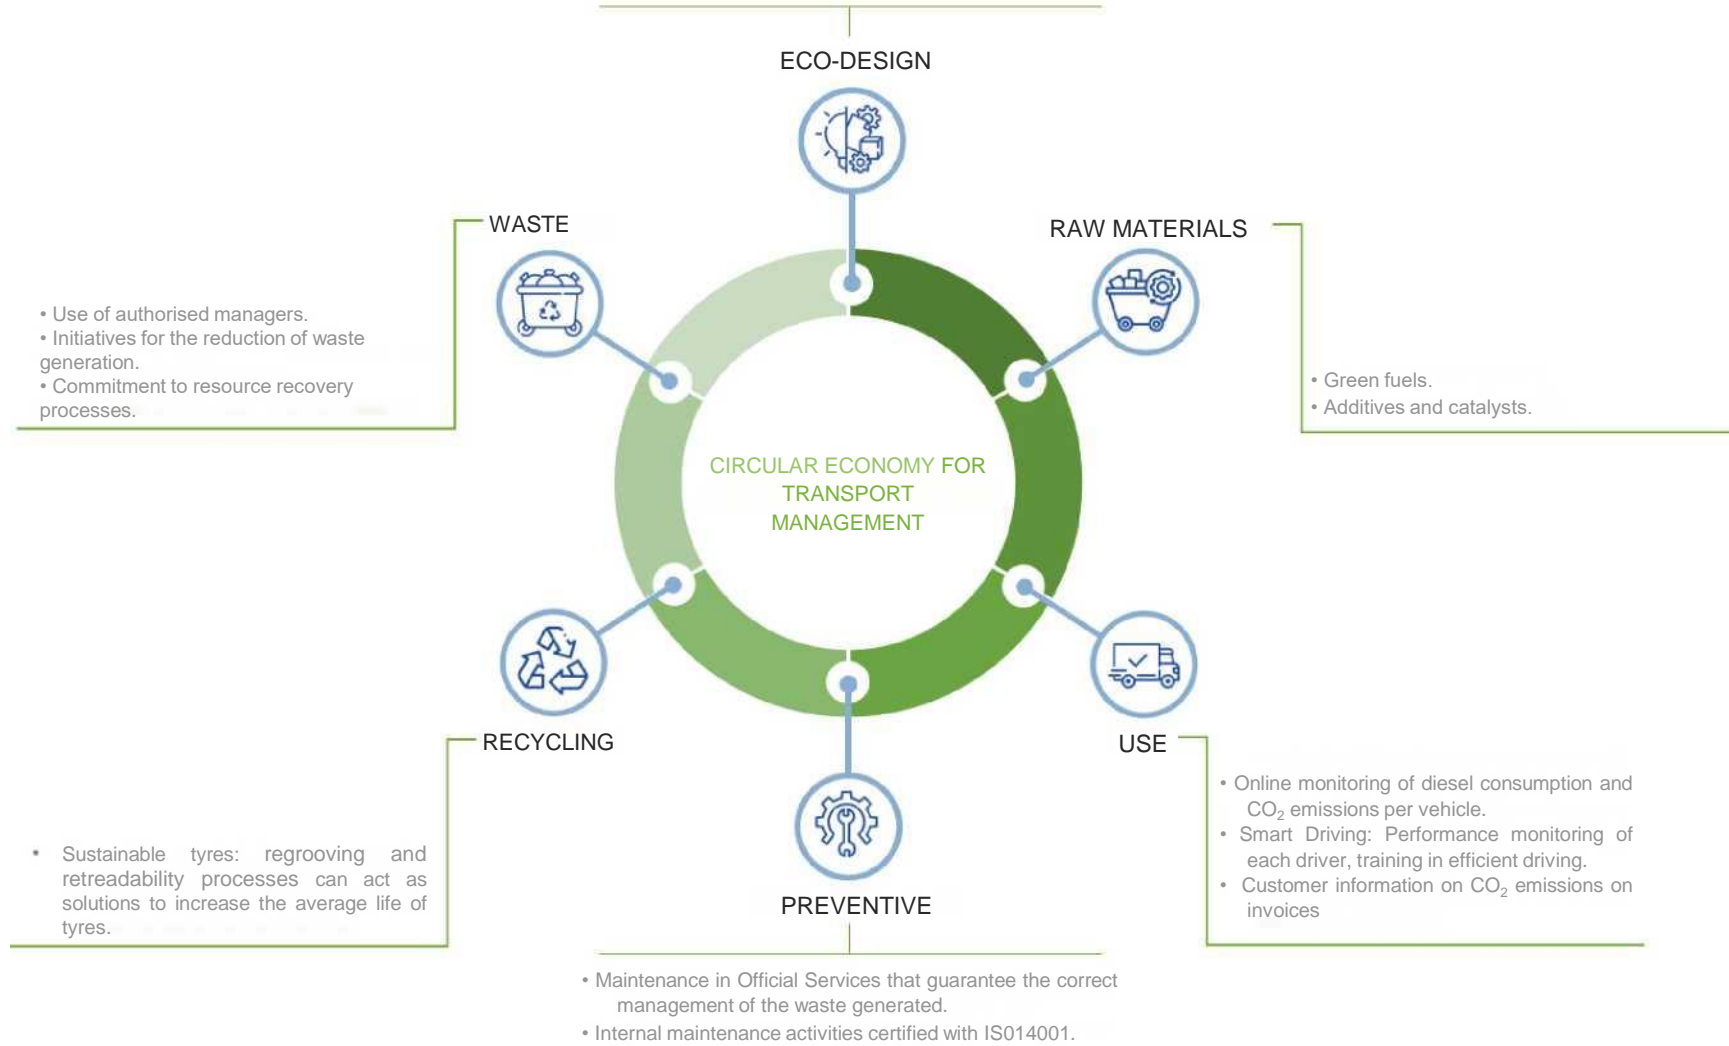 ECO-DESIGN
WASTE
• Use of authorised managers.
• Initiatives for the reduction of waste
generation.
• Commitment to resource recovery
processes.
RAW MATERIALS
• Green fuels.
• Additives and catalysts.
CIRCULAR ECONOMY FOR
TRANSPORT
MANAGEMENT
RECYCLING
• Sustainable tyres: regrooving and
retreadability processes can act as
solutions to increase the average life of
tyres.
USE
• Online monitoring of diesel consumption and
CO₂ emissions per vehicle.
• Smart Driving: Performance monitoring of
each driver, training in efficient driving.
• Customer information on CO₂ emissions on
invoices
PREVENTIVE
• Maintenance in Official Services that guarantee the correct
management of the waste generated.
• Internal maintenance activities certified with IS014001.